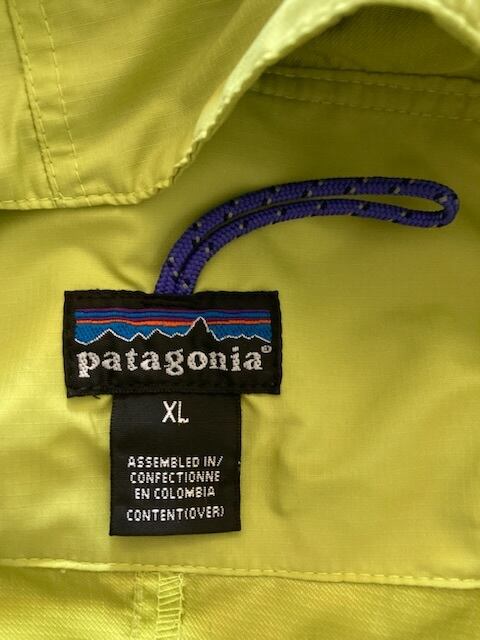 patagonia®
XL
ASSEMBLED IN/
CONFECTIONNE
EN COLOMBIA
CONTENT(OVER)